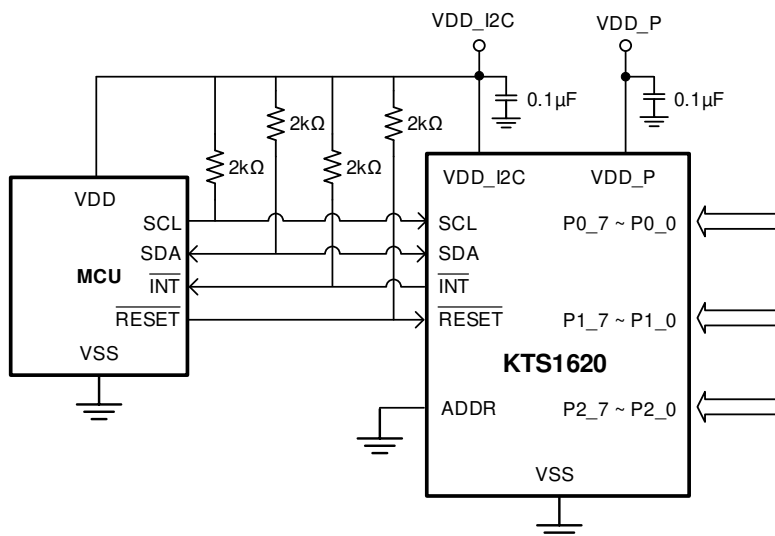 VDD_I2C
VDD_P
0.1µF
0.1µF
2kΩ
2kΩ
2kΩ
2kΩ
VDD
VDD_I2C
VDD_P
SCL
SCL
P0_7 ~ P0_0
SDA
SDA
MCU
INT
INT
RESET
RESET
P1_7 ~ P1_0
VSS
KTS1620
ADDR
P2_7 ~ P2_0
VSS